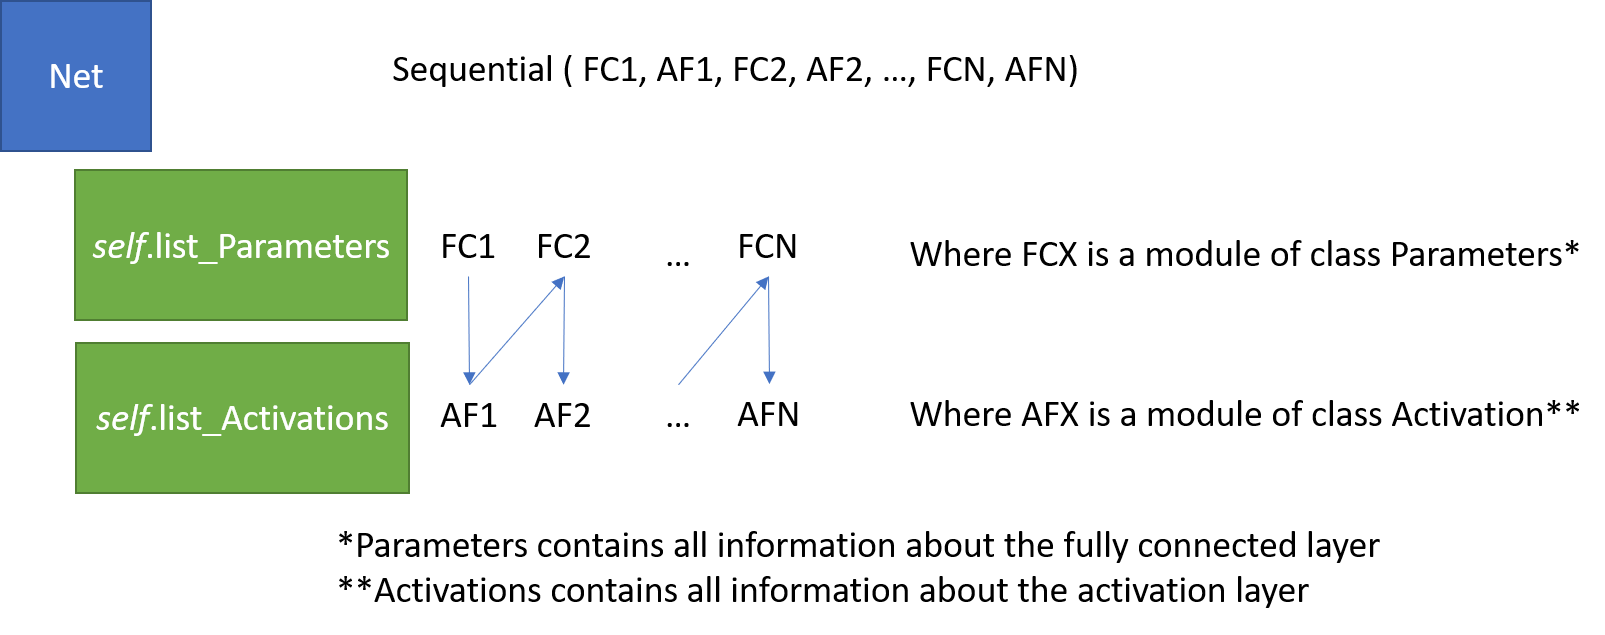 Net
Sequential ( FC1, AF1, FC2, AF2, ..., FCN, AFN)
self.list_Parameters
FC1 FC2 ... FCN
Where FCX is a module of class Parameters*
self.list_Activations
AF1 AF2 ... AFN
Where AFX is a module of class Activation**
*Parameters contains all information about the fully connected layer
**Activations contains all information about the activation layer